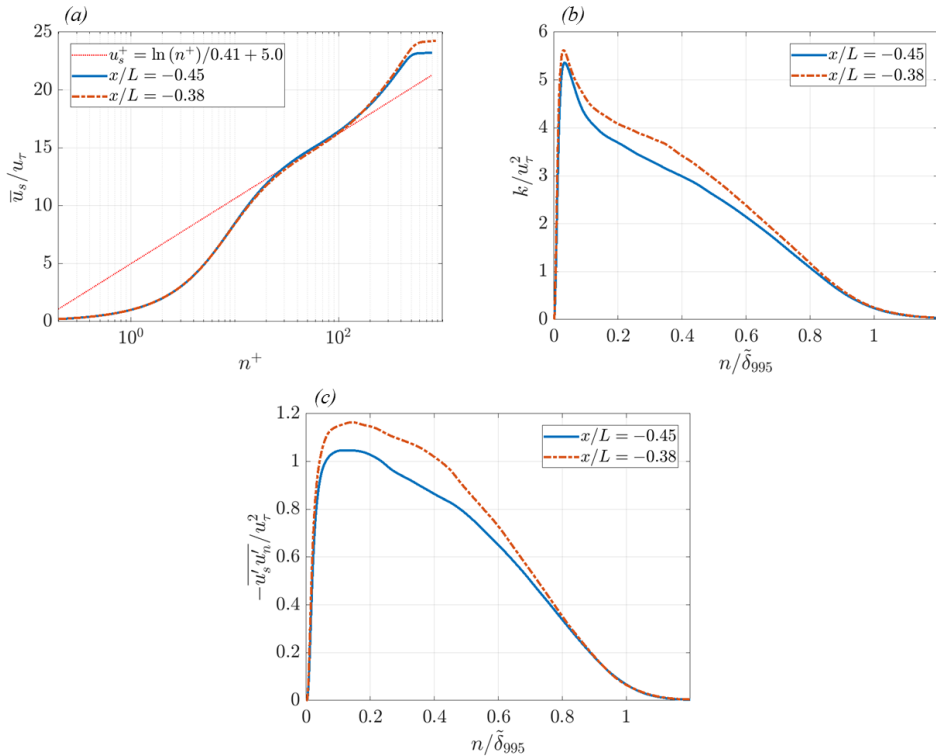 (a)
25
20
15
10
5
0
u̅_s/u_τ
u_s^+ = ln (n^+)/0.41 + 5.0
x/L = −0.45
x/L = −0.38
10^0
10^1
10^2
n^+
(b)
6
5
4
3
2
1
0
k/u_τ^2
x/L = −0.45
x/L = −0.38
0 0.2 0.4 0.6 0.8 1
n/δ̃_995
(c)
1.2
1
0.8
0.6
0.4
0.2
0
−\overline{u′_s u′_n}/u_τ^2
x/L = −0.45
x/L = −0.38
0 0.2 0.4 0.6 0.8 1
n/δ̃_995